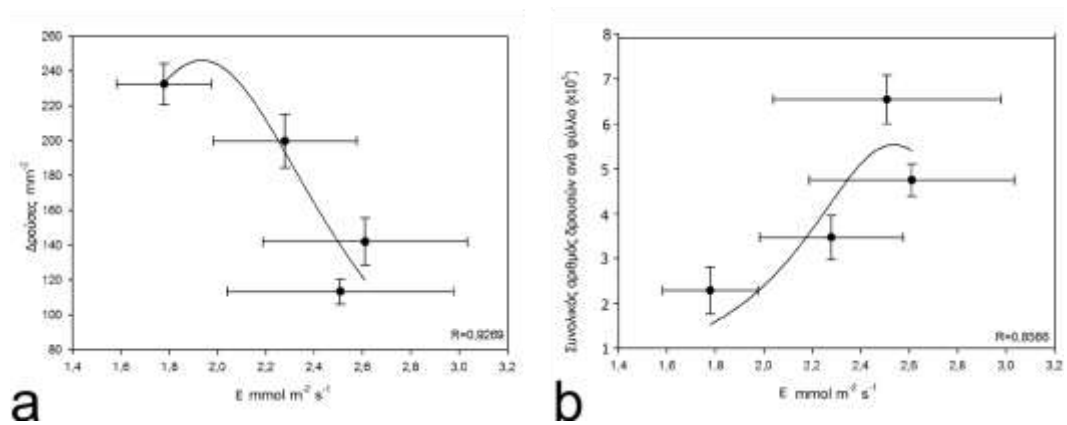 Δρούσες mm⁻²
260
240
220
200
180
160
140
120
100
80
1,4 1,6 1,8 2,0 2,2 2,4 2,6 2,8 3,0 3,2
E mmol m⁻² s⁻¹
R=0,9269
a
Συνολικός αριθμός δρουσών ανά φύλλο (x10⁵)
8
7
6
5
4
3
2
1
1,4 1,6 1,8 2,0 2,2 2,4 2,6 2,8 3,0 3,2
E mmol m⁻² s⁻¹
R=0,8566
b